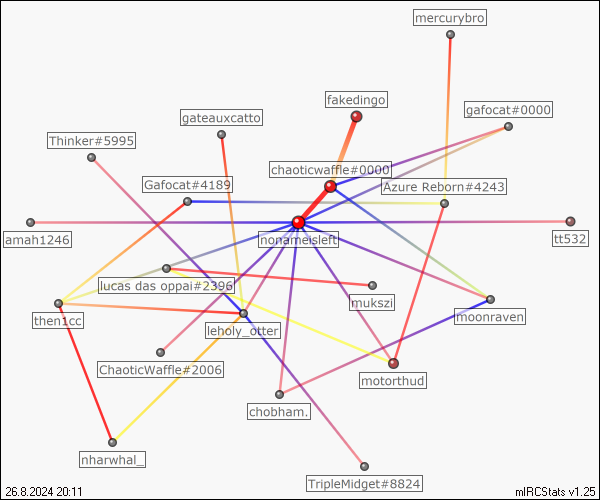 mercurybro
fakedingo
gafocat#0000
gateauxcatto
Thinker#5995
chaoticwaffle#0000
Gafocat#4189
Azure Reborn#4243
amah1246
nonameisleft
tt532
lucas das oppai#2396
mukszi
then1cc
leholy_otter
moonraven
ChaoticWaffle#2006
motorthud
chobham.
nharwhal_
TripleMidget#8824
26.8.2024 20:11
mIRCStats v1.25